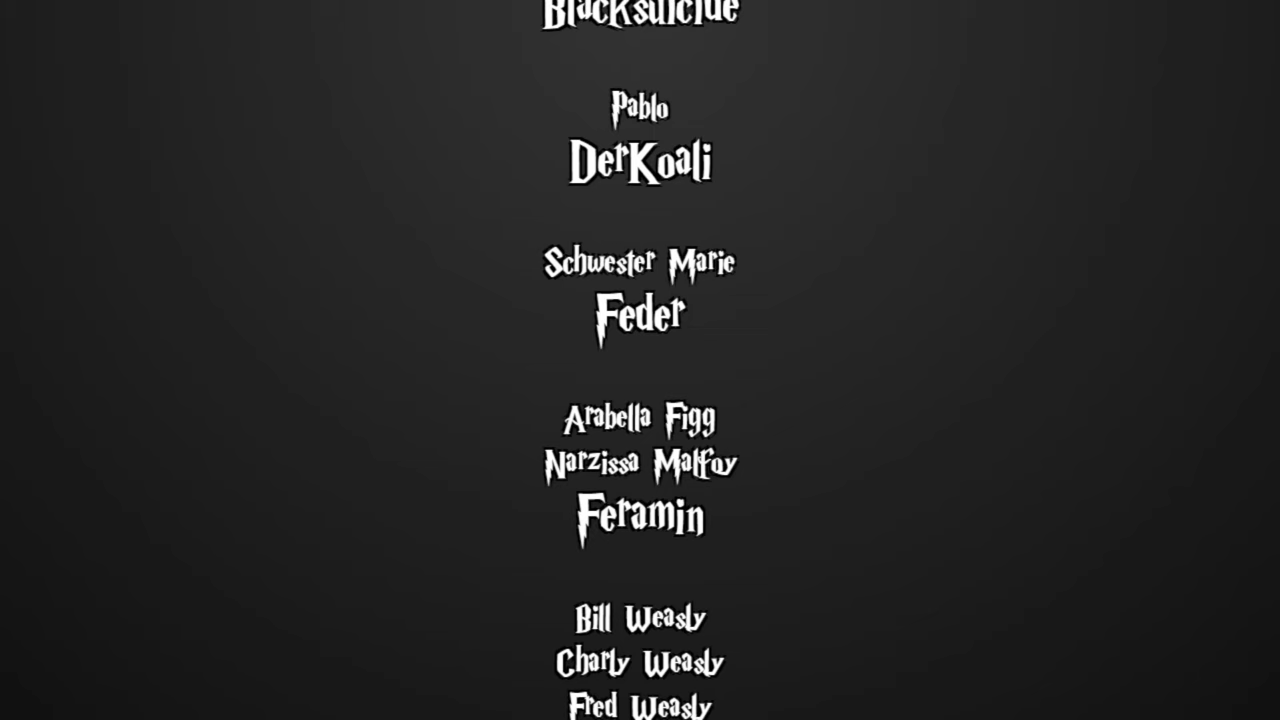 Blacksuicide
Pablo
DerKoali
Schwester Marie
Feder
Arabella Figg
Narzissa Malfoy
Feramin
Bill Weasly
Charly Weasly
Fred Weasly